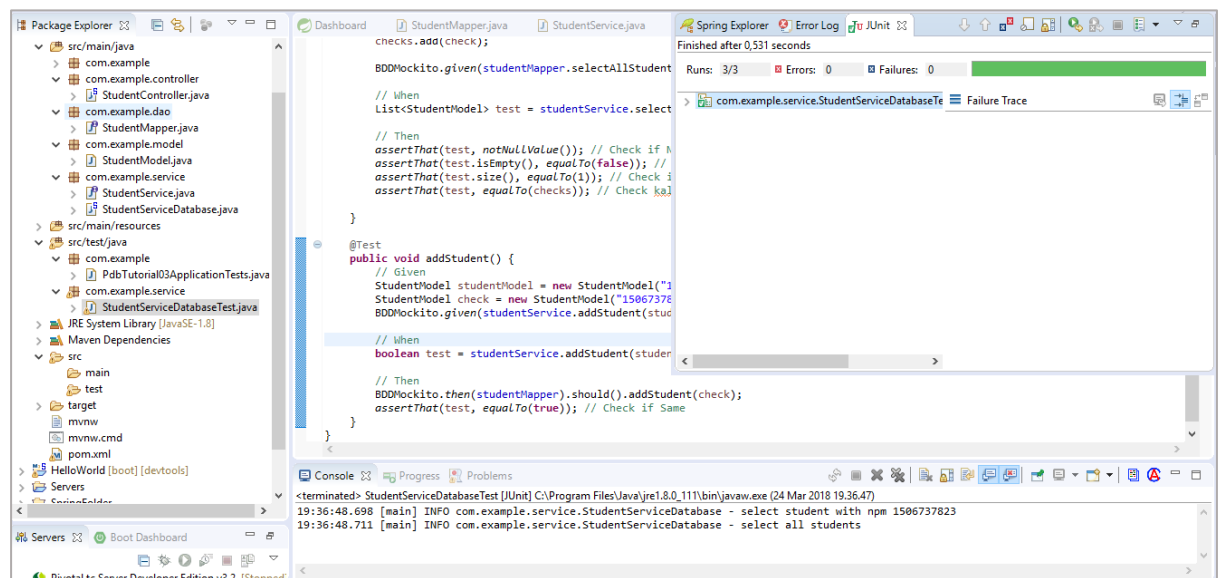 Package Explorer
src/main/java
com.example
com.example.controller
StudentController.java
com.example.dao
StudentMapper.java
com.example.model
StudentModel.java
com.example.service
StudentService.java
StudentServiceDatabase.java
src/main/resources
src/test/java
com.example
PdbTutorial03ApplicationTests.java
com.example.service
StudentServiceDatabaseTest.java
JRE System Library [JavaSE-1.8]
Maven Dependencies
src
main
test
target
mvnw
mvnw.cmd
pom.xml
HelloWorld [boot] [devtools]
Servers
SpringFolder
Servers Boot Dashboard
Pivotal tc Server Developer Edition v3.2 [Stopped]
Dashboard StudentMapper.java StudentService.java
checks.add(check);
BDDMockito.given(studentMapper.selectAllStudent
// When
List<StudentModel> test = studentService.select
// Then
assertThat(test, notNullValue()); // Check if N
assertThat(test.isEmpty(), equalTo(false)); //
assertThat(test.size(), equalTo(1)); // Check i
assertThat(test, equalTo(checks)); // Check kal
}
@Test
public void addStudent() {
// Given
StudentModel studentModel = new StudentModel("1
StudentModel check = new StudentModel("15067378
BDDMockito.given(studentService.addStudent(stud
// When
boolean test = studentService.addStudent(studen
// Then
BDDMockito.then(studentMapper).should().addStudent(check);
assertThat(test, equalTo(true)); // Check if Same
}
}
Spring Explorer Error Log JUnit
Finished after 0,531 seconds
Runs: 3/3 Errors: 0 Failures: 0
com.example.service.StudentServiceDatabaseTe
Failure Trace
Console Progress Problems
<terminated> StudentServiceDatabaseTest [JUnit] C:\Program Files\Java\jre1.8.0_111\bin\javaw.exe (24 Mar 2018 19.36.47)
19:36:48.698 [main] INFO com.example.service.StudentServiceDatabase - select student with npm 1506737823
19:36:48.711 [main] INFO com.example.service.StudentServiceDatabase - select all students